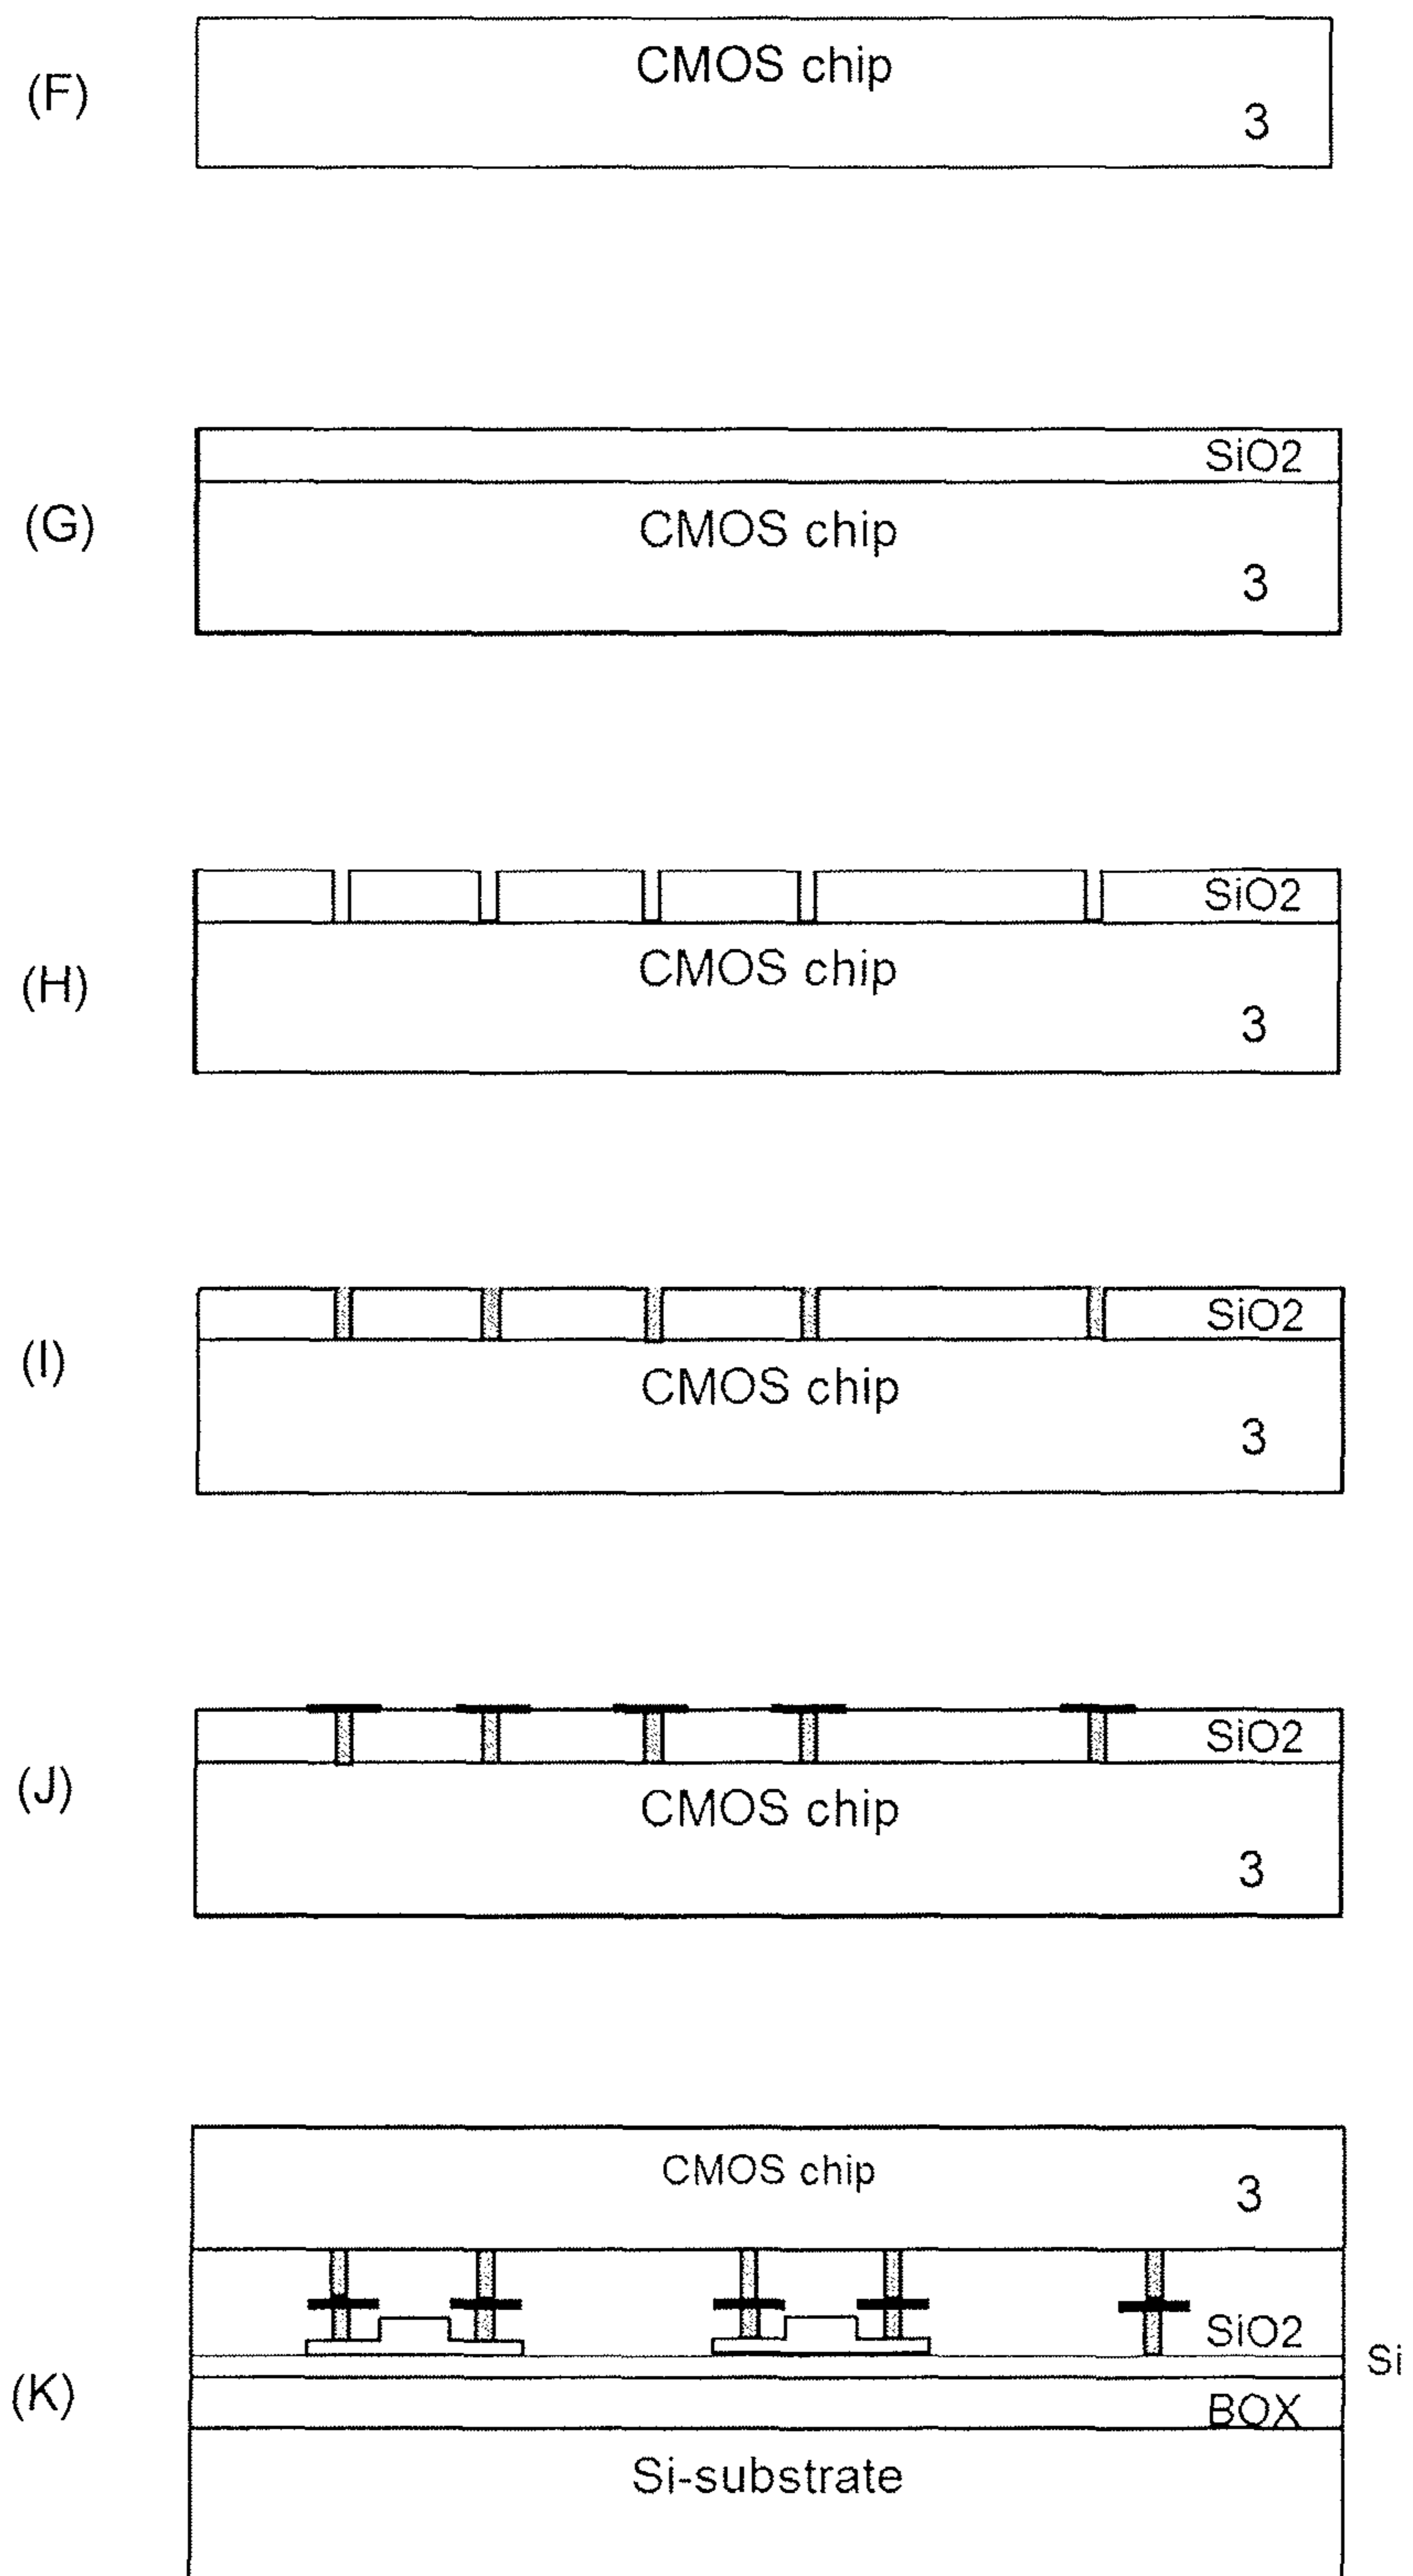 (F)
CMOS chip
3
(G)
SiO2
CMOS chip
3
(H)
SiO2
CMOS chip
3
(I)
SiO2
CMOS chip
3
(J)
SiO2
CMOS chip
3
(K)
CMOS chip
3
SiO2
Si
BOX
Si-substrate